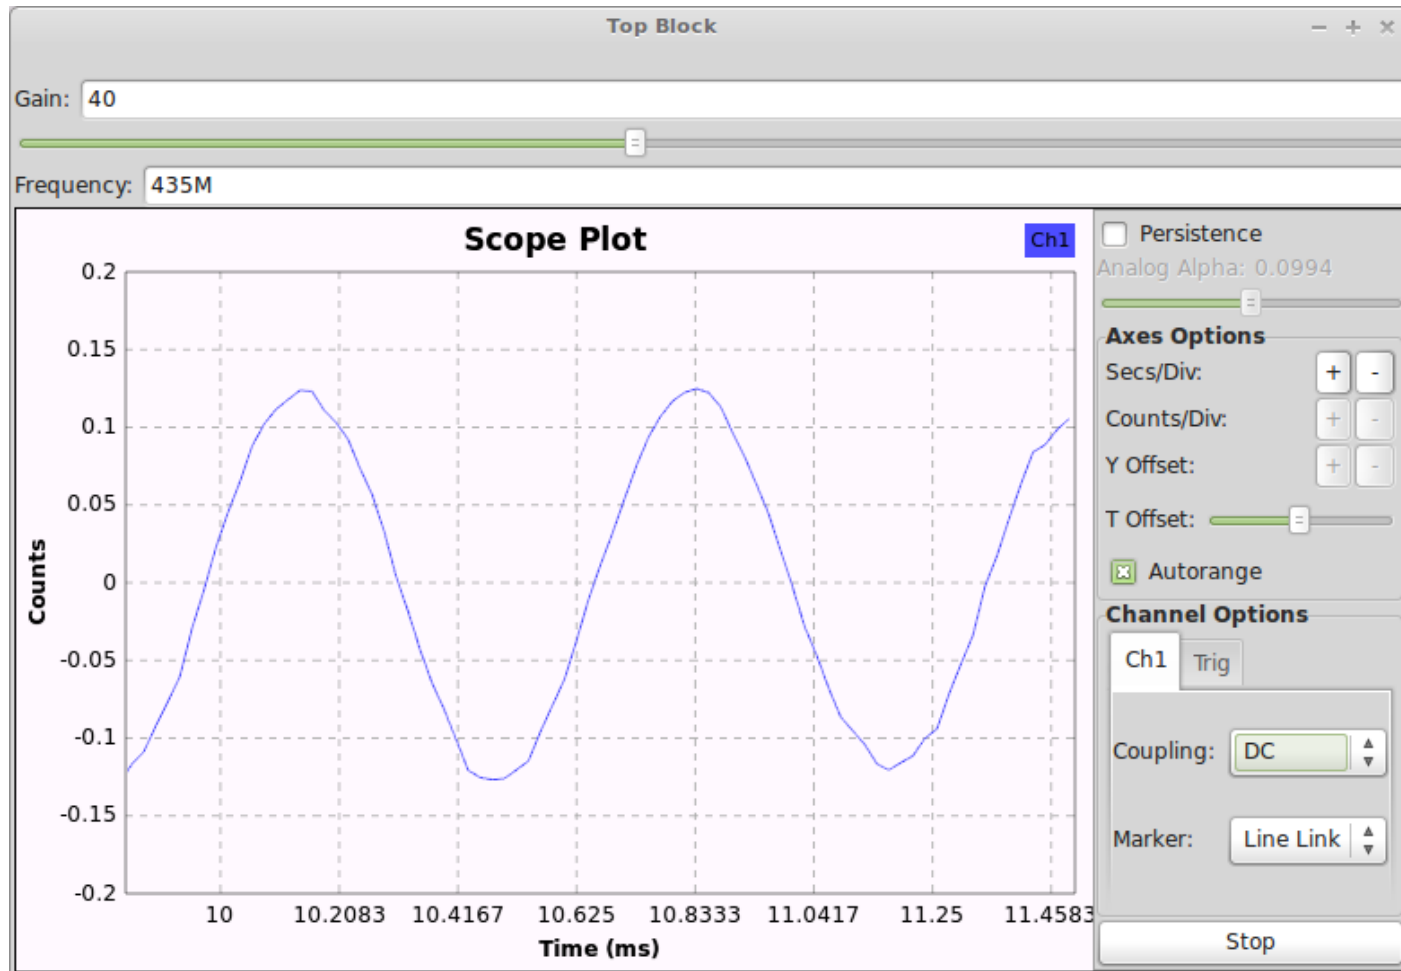 Top Block
Gain: 40
Frequency: 435M
Scope Plot
Ch1
0.2
0.15
0.1
0.05
0
-0.05
-0.1
-0.15
-0.2
Counts
10 10.2083 10.4167 10.625 10.8333 11.0417 11.25 11.4583
Time (ms)
Persistence
Analog Alpha: 0.0994
Axes Options
Secs/Div: + -
Counts/Div: + -
Y Offset: + -
T Offset:
Autorange
Channel Options
Ch1 Trig
Coupling: DC
Marker: Line Link
Stop